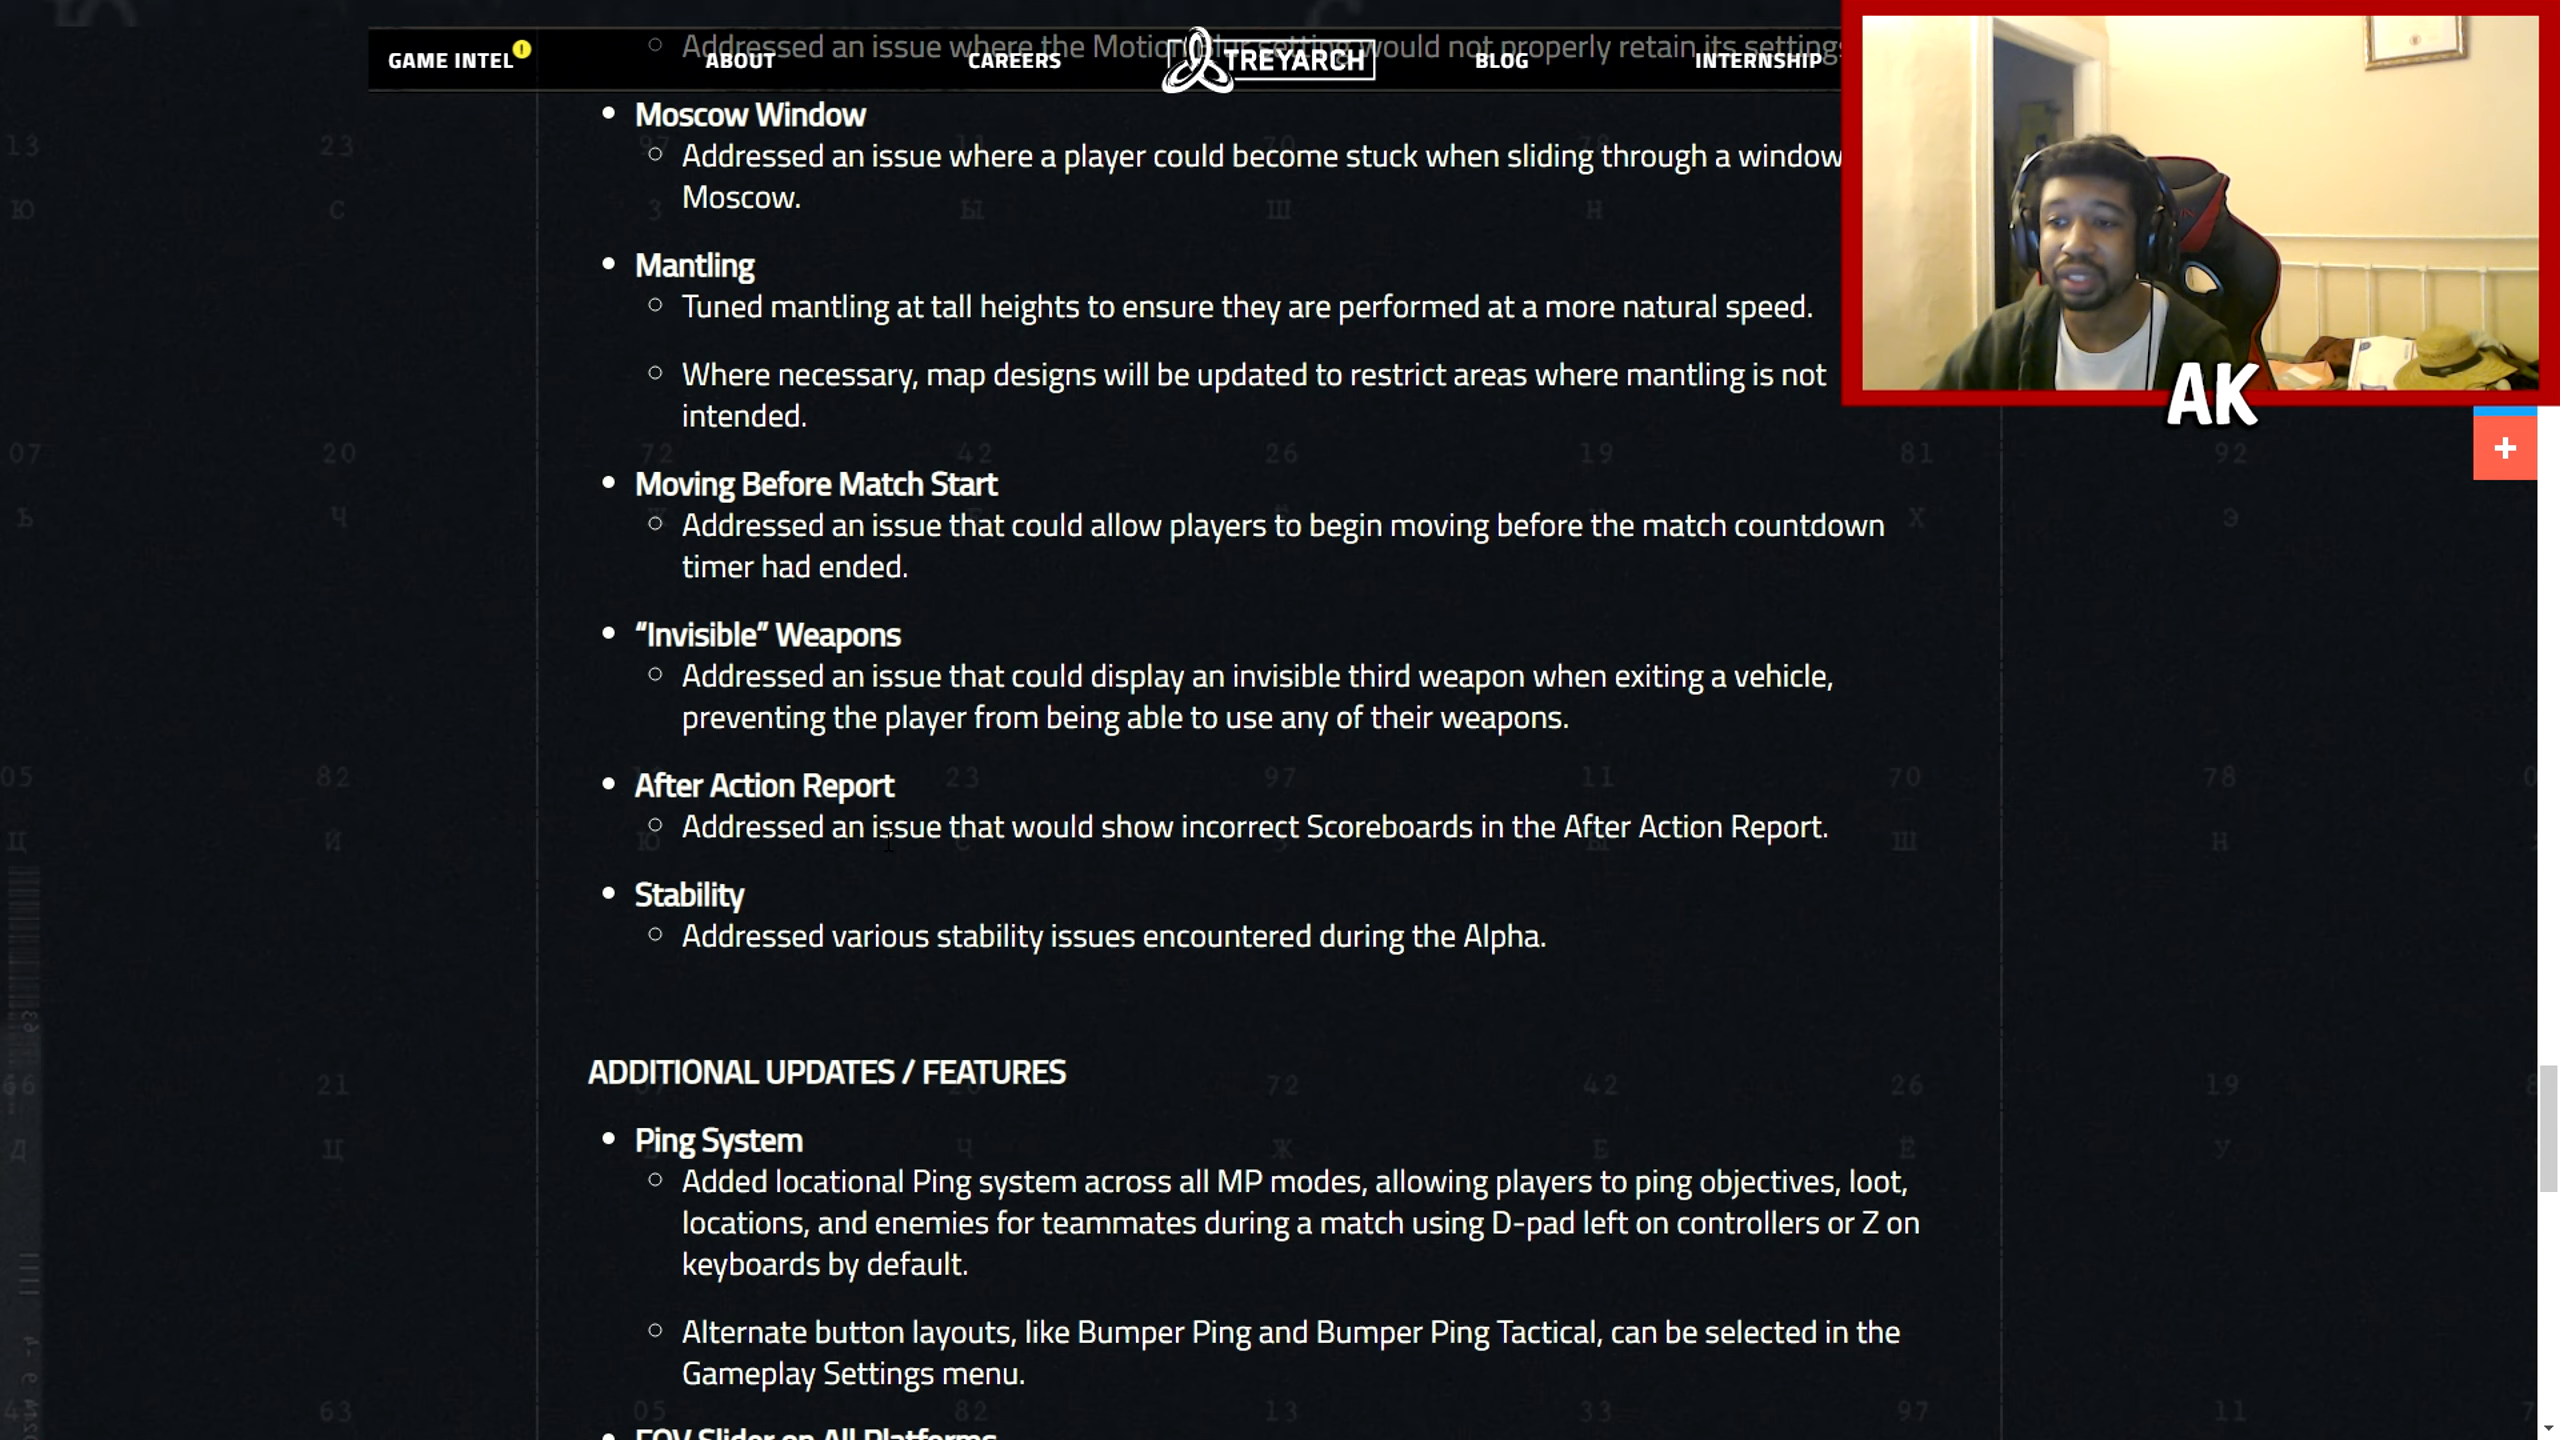 Addressed an issue where the Motion Blur setting would not properly retain its settings
GAME INTEL
!
ABOUT
CAREERS
TREYARCH
BLOG
INTERNSHIP
Moscow Window
Addressed an issue where a player could become stuck when sliding through a window
Moscow.
Mantling
Tuned mantling at tall heights to ensure they are performed at a more natural speed.
Where necessary, map designs will be updated to restrict areas where mantling is not
intended.
AK
+
Moving Before Match Start
Addressed an issue that could allow players to begin moving before the match countdown
timer had ended.
“Invisible” Weapons
Addressed an issue that could display an invisible third weapon when exiting a vehicle,
preventing the player from being able to use any of their weapons.
After Action Report
Addressed an issue that would show incorrect Scoreboards in the After Action Report.
Stability
Addressed various stability issues encountered during the Alpha.
ADDITIONAL UPDATES / FEATURES
Ping System
Added locational Ping system across all MP modes, allowing players to ping objectives, loot,
locations, and enemies for teammates during a match using D-pad left on controllers or Z on
keyboards by default.
Alternate button layouts, like Bumper Ping and Bumper Ping Tactical, can be selected in the
Gameplay Settings menu.
FOV Slider on All Platforms